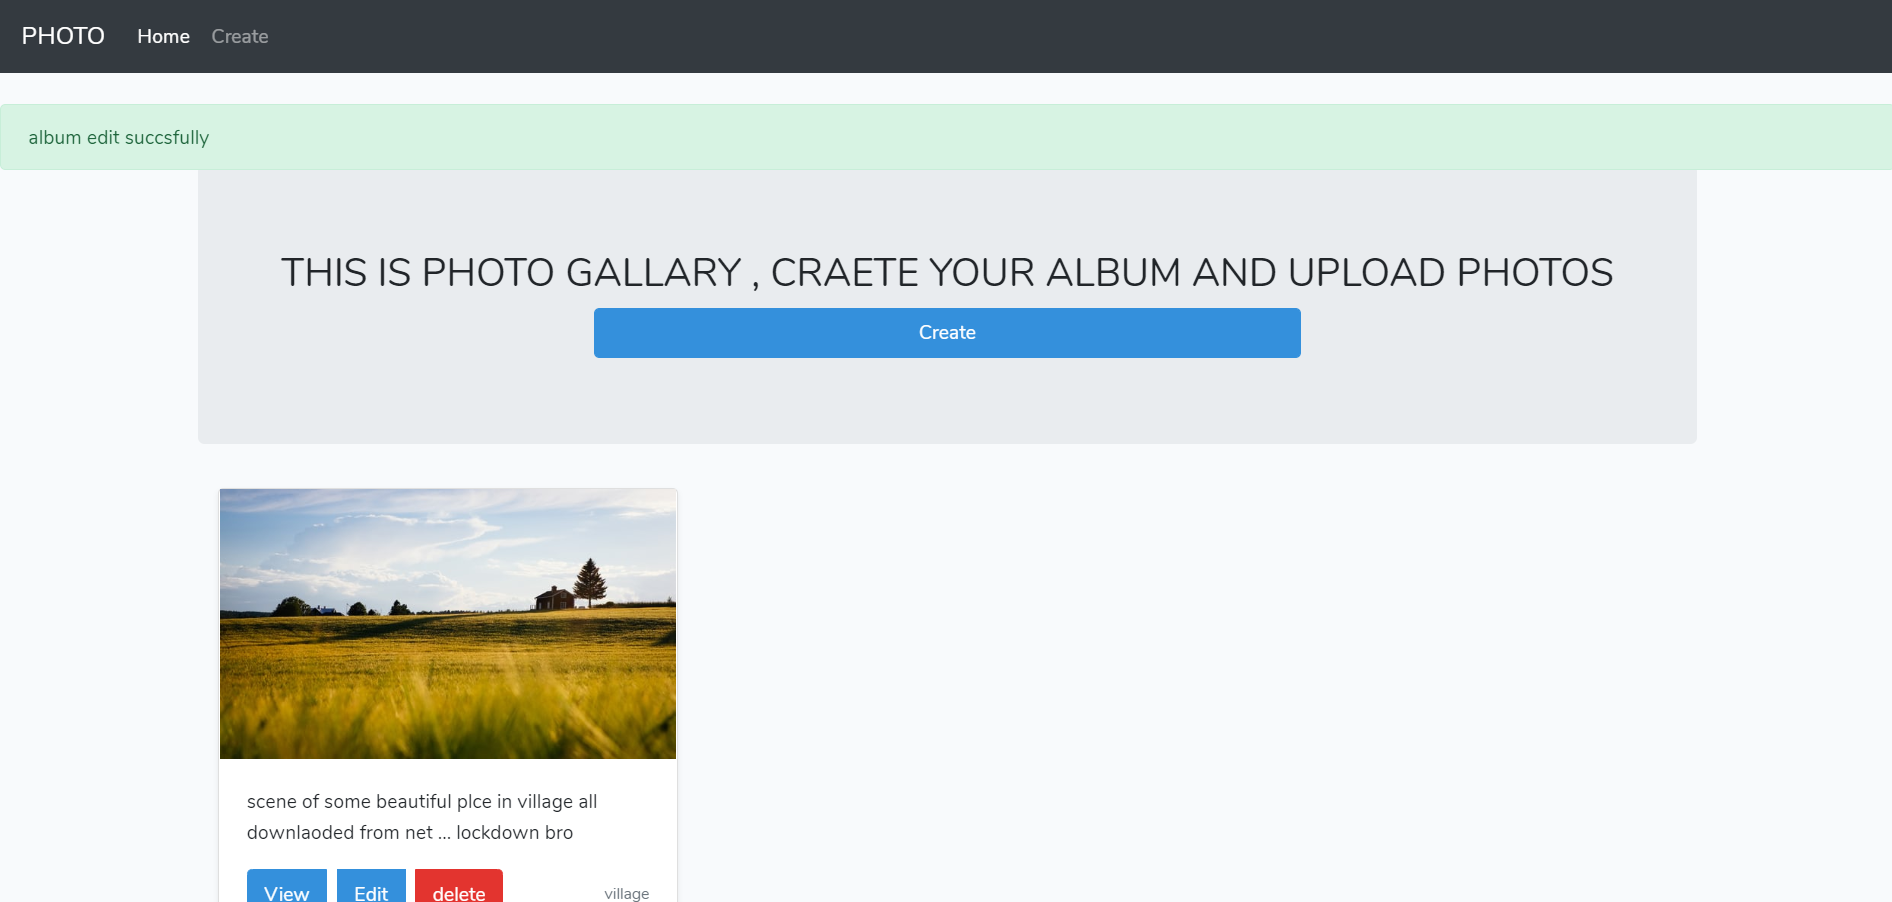 PHOTO Home Create
album edit succsfully
THIS IS PHOTO GALLARY , CRAETE YOUR ALBUM AND UPLOAD PHOTOS
Create
scene of some beautiful plce in village all
downlaoded from net ... lockdown bro
View Edit delete village